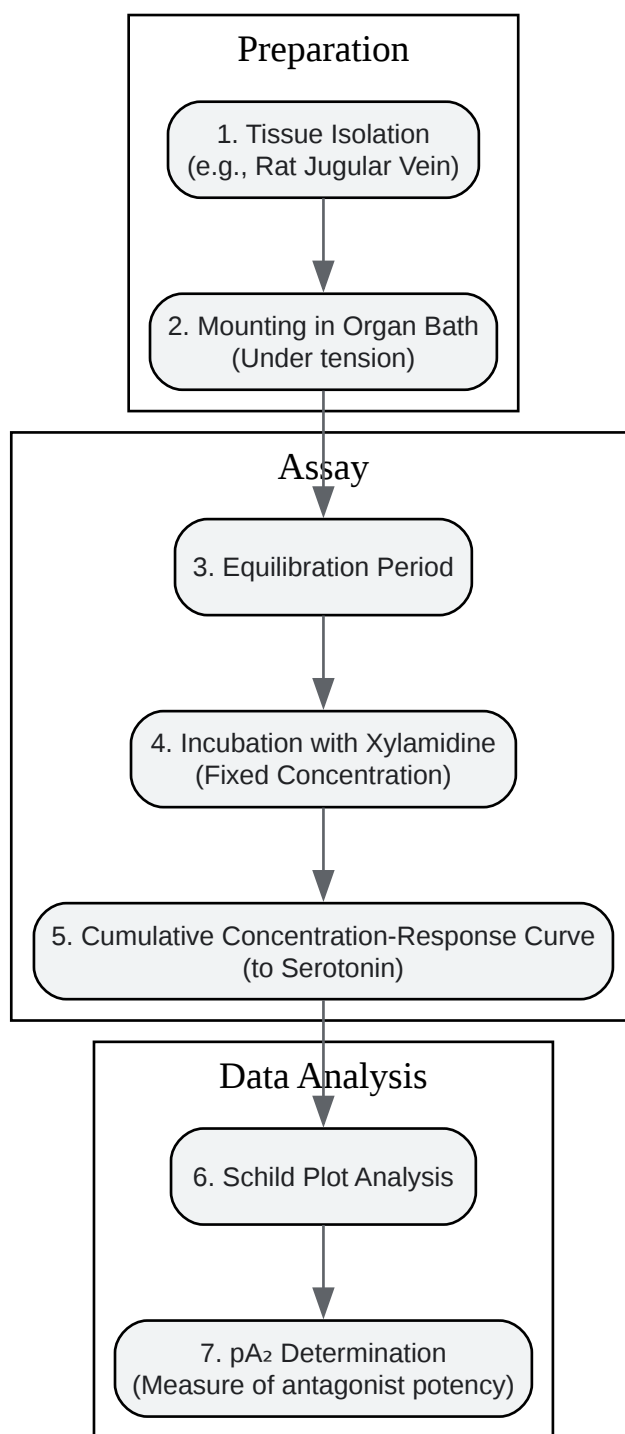 Preparation
1. Tissue Isolation
(e.g., Rat Jugular Vein)
2. Mounting in Organ Bath
(Under tension)
Assay
3. Equilibration Period
4. Incubation with Xylamidine
(Fixed Concentration)
5. Cumulative Concentration-Response Curve
(to Serotonin)
Data Analysis
6. Schild Plot Analysis
7. pA₂ Determination
(Measure of antagonist potency)